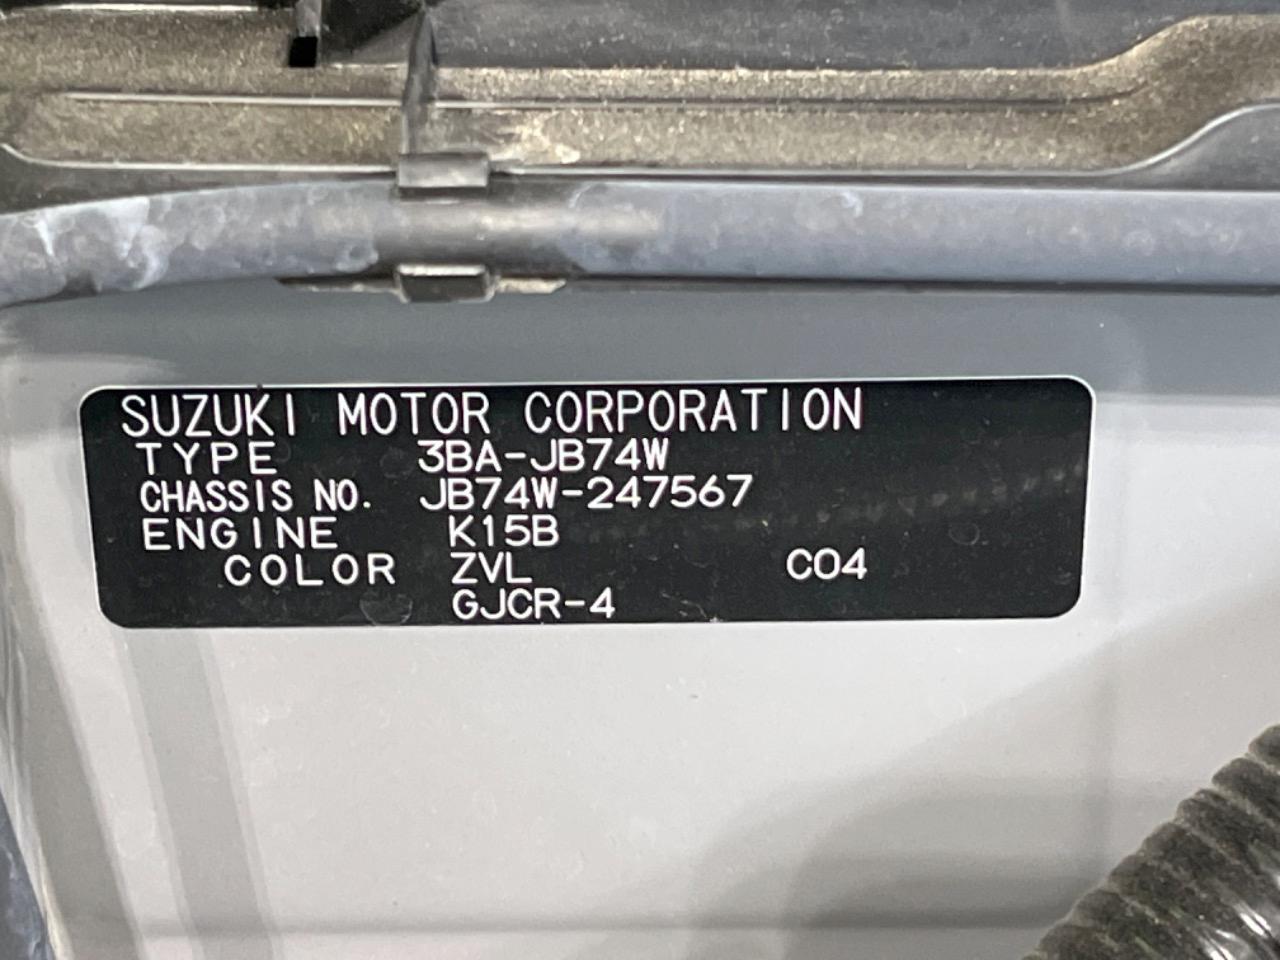 SUZUKI MOTOR CORPORATION
TYPE 3BA-JB74W
CHASSIS NO. JB74W-247567
ENGINE K15B
COLOR ZVL C04
GJCR-4